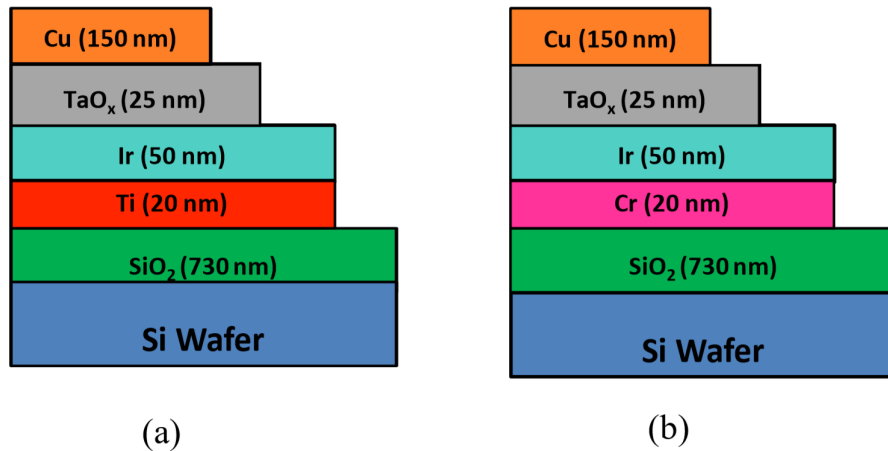 Cu (150 nm)
TaOₓ (25 nm)
Ir (50 nm)
Ti (20 nm)
SiO₂ (730 nm)
Si Wafer
(a)
Cu (150 nm)
TaOₓ (25 nm)
Ir (50 nm)
Cr (20 nm)
SiO₂ (730 nm)
Si Wafer
(b)